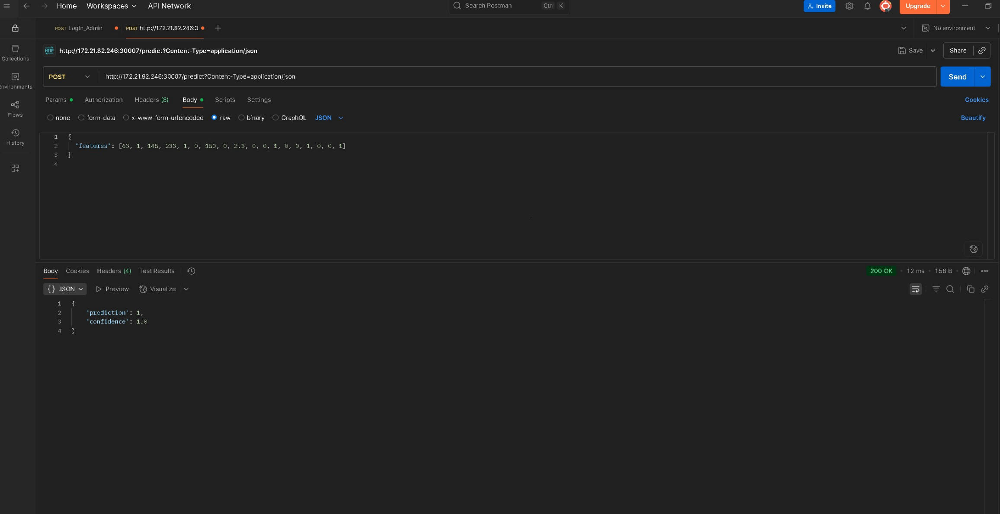 Home Workspaces API Network Search Postman Ctrl K Invite Upgrade
POST LogIn_Admin POST http://172.21.82.246:3 No environment
HTTP http://172.21.82.246:30007/predict?Content-Type=application/json Save Share
Collections
POST http://172.21.82.246:30007/predict?Content-Type=application/json Send
Environments
Params Authorization Headers (8) Body Scripts Settings Cookies
Flows
none form-data x-www-form-urlencoded raw binary GraphQL JSON Beautify
History
1 {
2 "features": [63, 1, 145, 233, 1, 0, 150, 0, 2.3, 0, 0, 1, 0, 0, 1, 0, 0, 1]
3 }
4
Body Cookies Headers (4) Test Results 200 OK • 12 ms • 158 B •
{} JSON Preview Visualize
1 {
2 "prediction": 1,
3 "confidence": 1.0
4 }